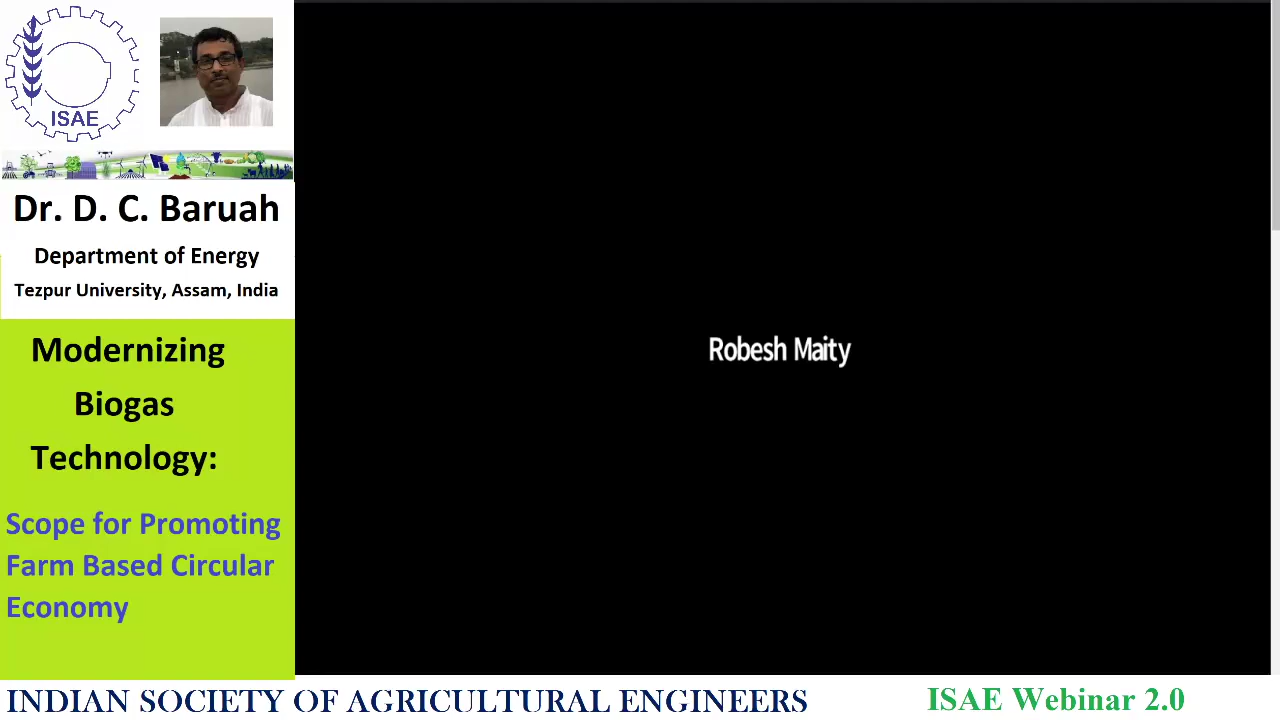 ISAE
Dr. D. C. Baruah
Department of Energy
Tezpur University, Assam, India
Modernizing
Biogas
Technology:
Scope for Promoting
Farm Based Circular
Economy
Robesh Maity
INDIAN SOCIETY OF AGRICULTURAL ENGINEERS
ISAE Webinar 2.0